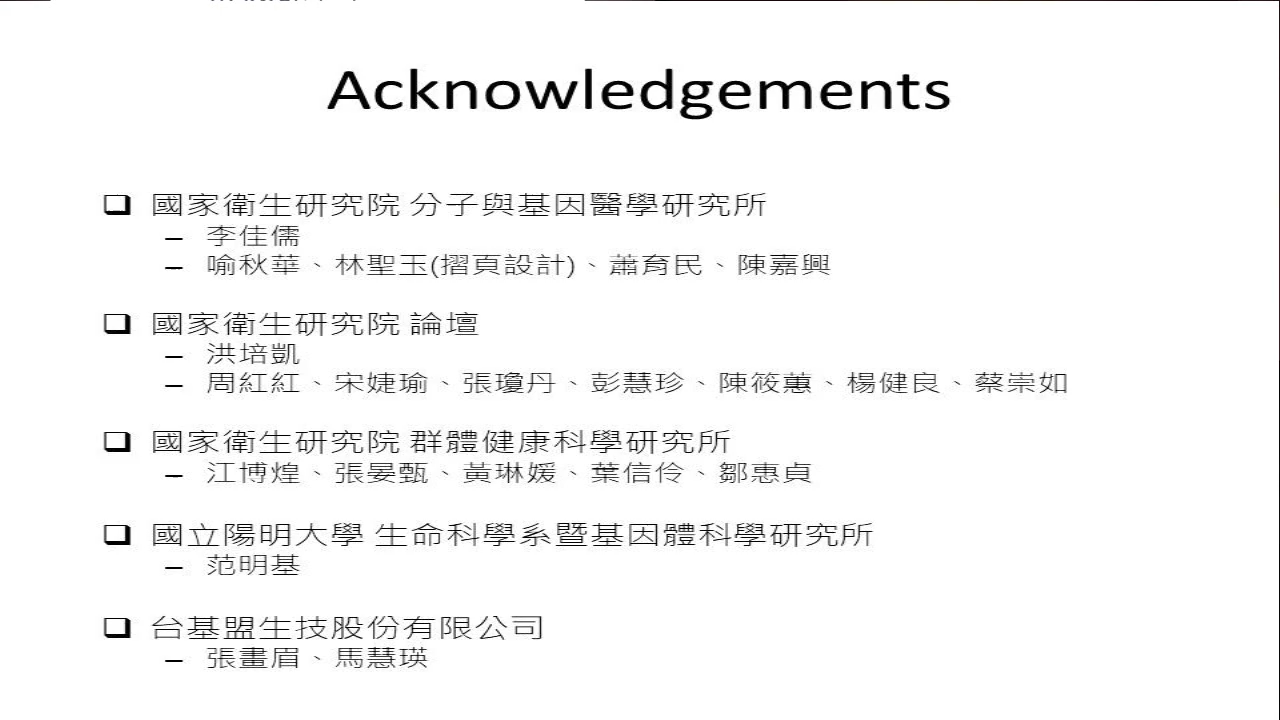 Acknowledgements
❑ 國家衛生研究院 分子與基因醫學研究所
– 李佳儒
– 喻秋華、林聖玉(摺頁設計)、蕭育民、陳嘉興
❑ 國家衛生研究院 論壇
– 洪培凱
– 周紅紅、宋婕瑜、張瓊丹、彭慧珍、陳筱蕙、楊健良、蔡崇如
❑ 國家衛生研究院 群體健康科學研究所
– 江博煌、張晏甄、黃琳媛、葉信伶、鄒惠貞
❑ 國立陽明大學 生命科學系暨基因體科學研究所
– 范明基
❑ 台基盟生技股份有限公司
– 張畫眉、馬慧瑛